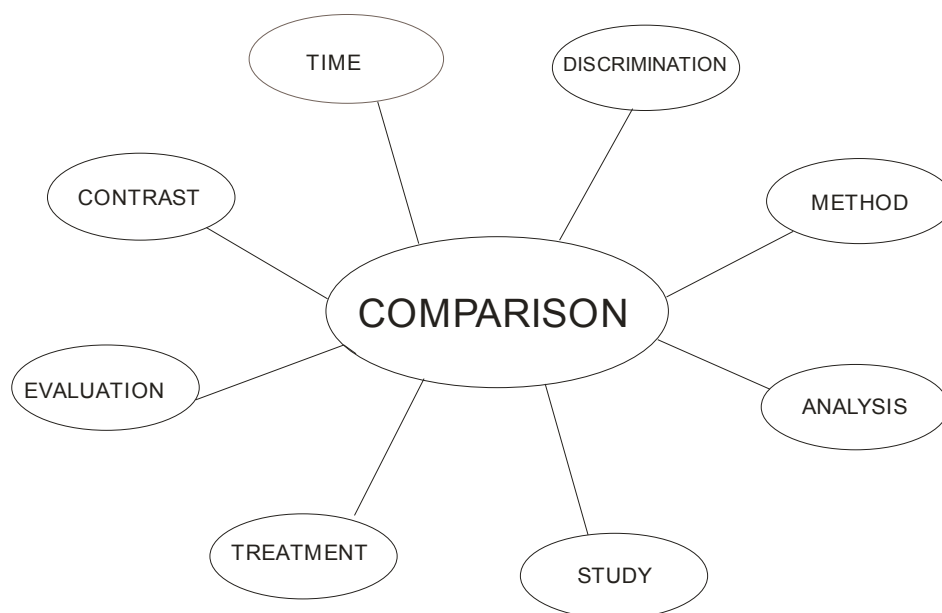 TIME
DISCRIMINATION
CONTRAST
METHOD
COMPARISON
EVALUATION
ANALYSIS
TREATMENT
STUDY